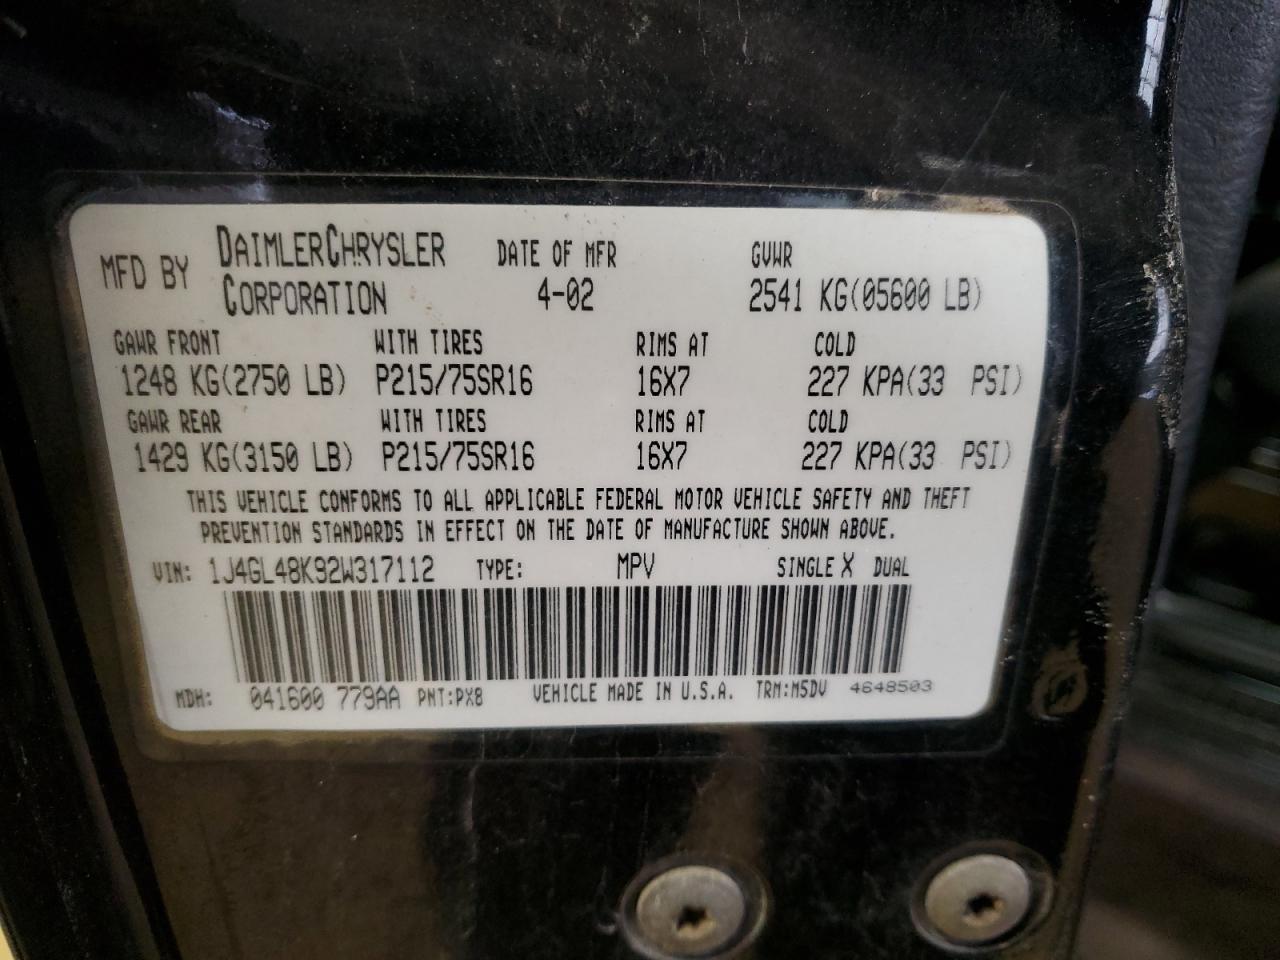 MFD BY DAIMLERCHRYSLER CORPORATION DATE OF MFR 4-02 GVWR 2541 KG(05600 LB)
GAWR FRONT WITH TIRES RIMS AT COLD
1248 KG(2750 LB) P215/75SR16 16X7 227 KPA(33 PSI)
GAWR REAR WITH TIRES RIMS AT COLD
1429 KG(3150 LB) P215/75SR16 16X7 227 KPA(33 PSI)
THIS VEHICLE CONFORMS TO ALL APPLICABLE FEDERAL MOTOR VEHICLE SAFETY AND THEFT
PREVENTION STANDARDS IN EFFECT ON THE DATE OF MANUFACTURE SHOWN ABOVE.
VIN: 1J4GL48K92W317112 TYPE: MPV SINGLE X DUAL
MDH: 041600 779AA PNT:PX8 VEHICLE MADE IN U.S.A. TRM:M5DV 4648503